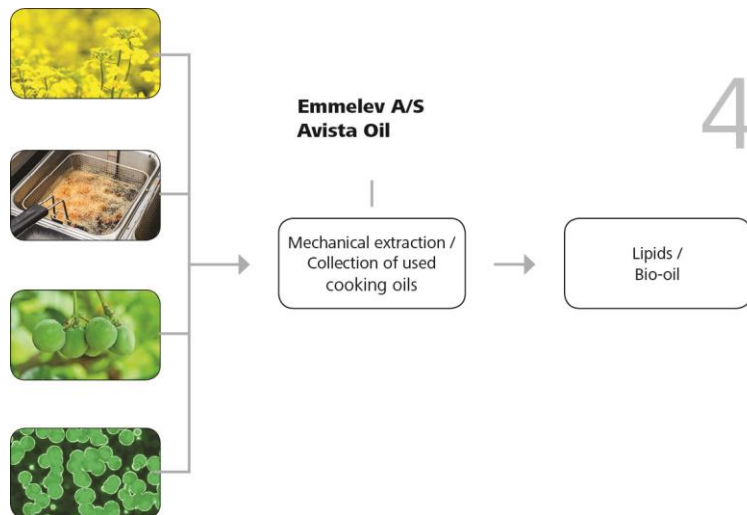 Emmelev A/S
Avista Oil
4
Mechanical extraction /
Collection of used
cooking oils
Lipids /
Bio-oil